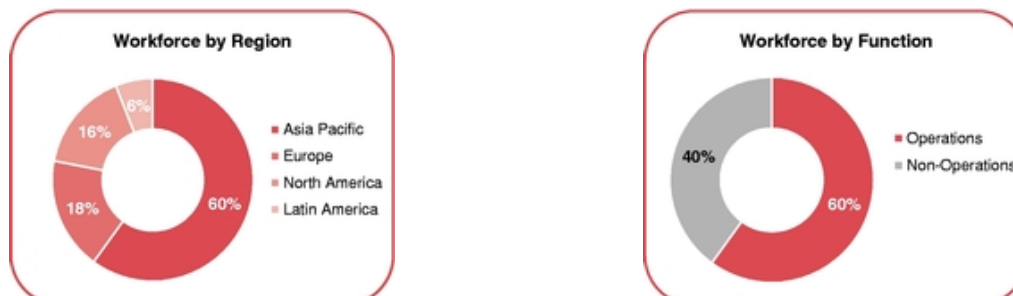 Workforce by Region
6%
16%
18%
60%
Asia Pacific
Europe
North America
Latin America
Workforce by Function
40%
60%
Operations
Non-Operations